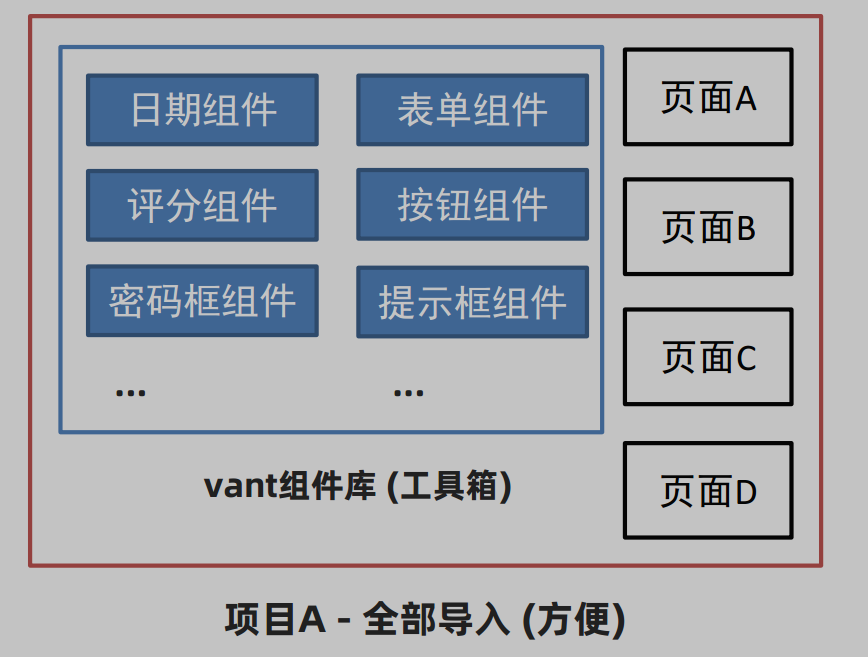 日期组件
表单组件
评分组件
按钮组件
密码框组件
提示框组件
... ...
vant组件库 (工具箱)
页面A
页面B
页面C
页面D
项目A - 全部导入 (方便)